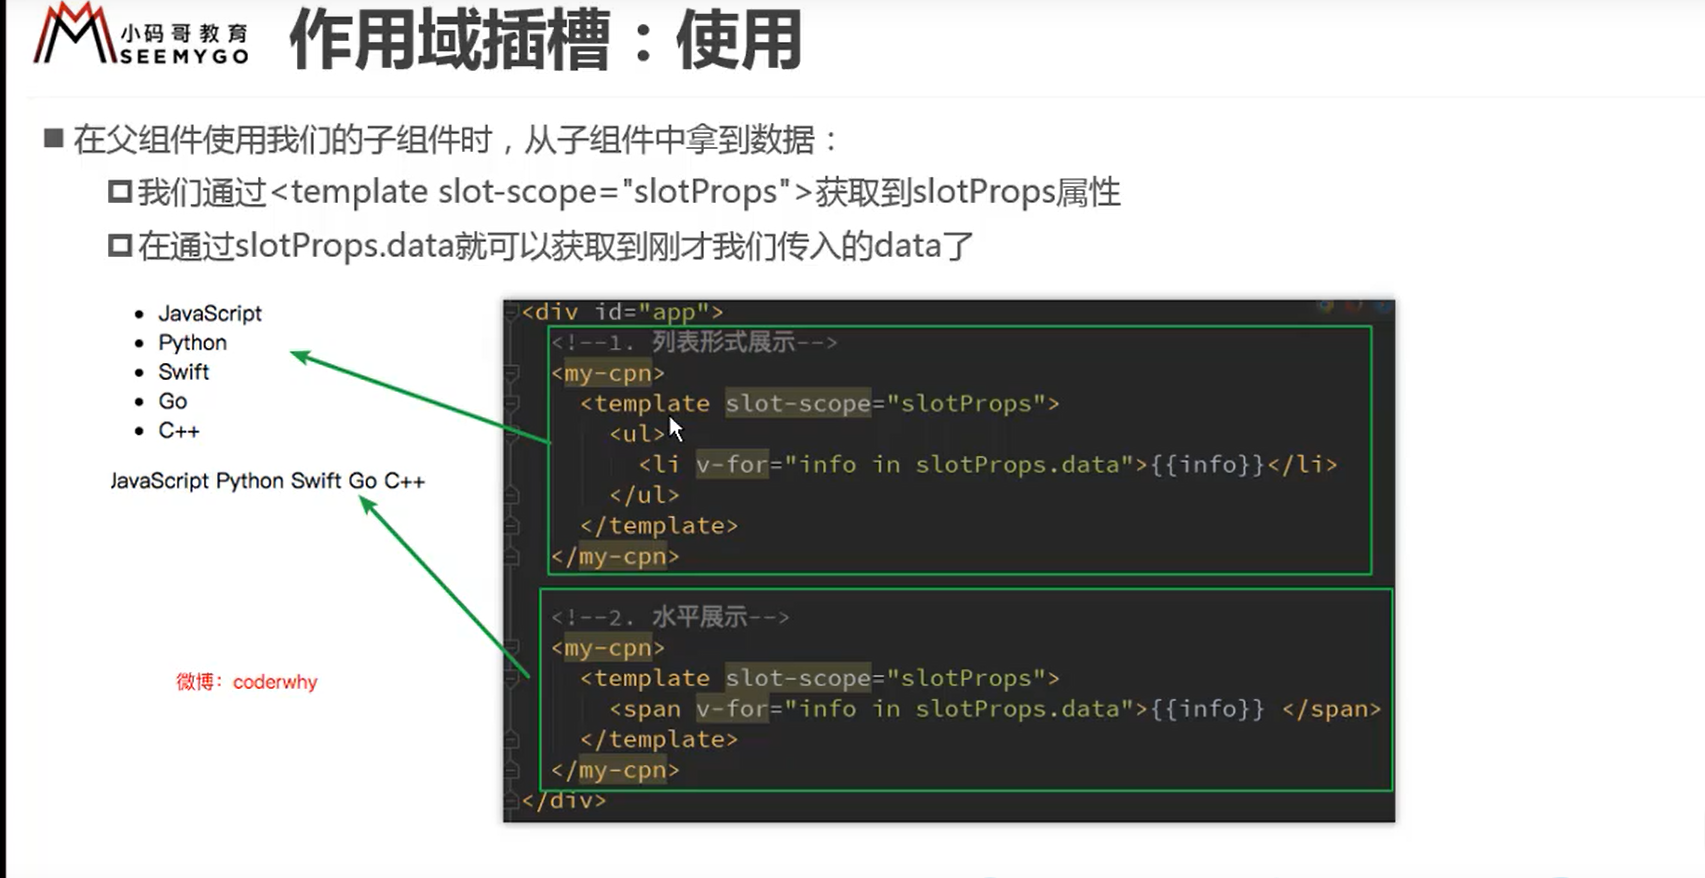 小码哥教育
SEEMYGO
作用域插槽：使用
在父组件使用我们的子组件时，从子组件中拿到数据：
我们通过<template slot-scope="slotProps">获取到slotProps属性
在通过slotProps.data就可以获取到刚才我们传入的data了
JavaScript
Python
Swift
Go
C++
JavaScript Python Swift Go C++
微博：coderwhy
<div id="app">
<!--1. 列表形式展示-->
<my-cpn>
<template slot-scope="slotProps">
<ul>
<li v-for="info in slotProps.data">{{info}}</li>
</ul>
</template>
</my-cpn>
<!--2. 水平展示-->
<my-cpn>
<template slot-scope="slotProps">
<span v-for="info in slotProps.data">{{info}} </span>
</template>
</my-cpn>
</div>